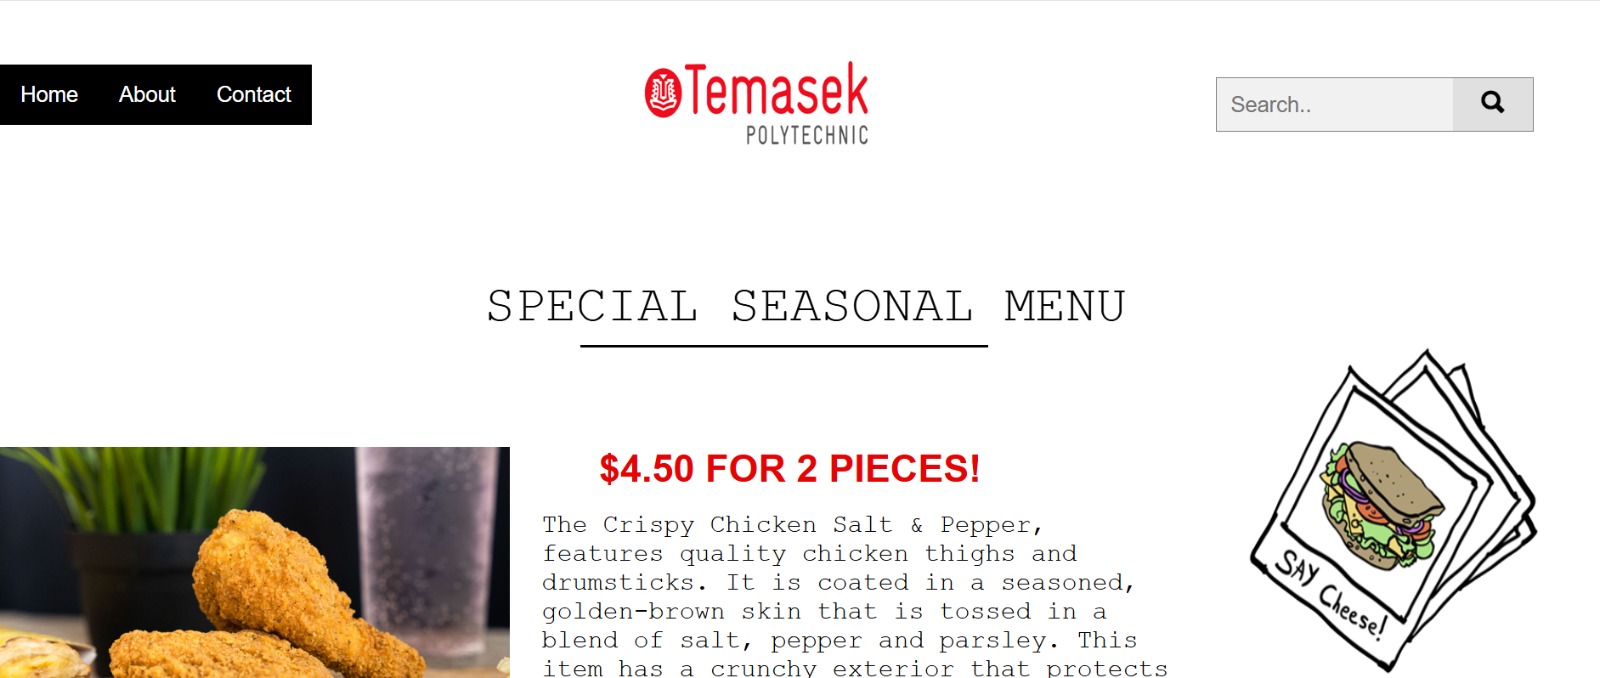 Home About Contact
Temasek
POLYTECHNIC
Search..
SPECIAL SEASONAL MENU
$4.50 FOR 2 PIECES!
The Crispy Chicken Salt & Pepper,
features quality chicken thighs and
drumsticks. It is coated in a seasoned,
golden-brown skin that is tossed in a
blend of salt, pepper and parsley. This
item has a crunchy exterior that protects
SAY Cheese!